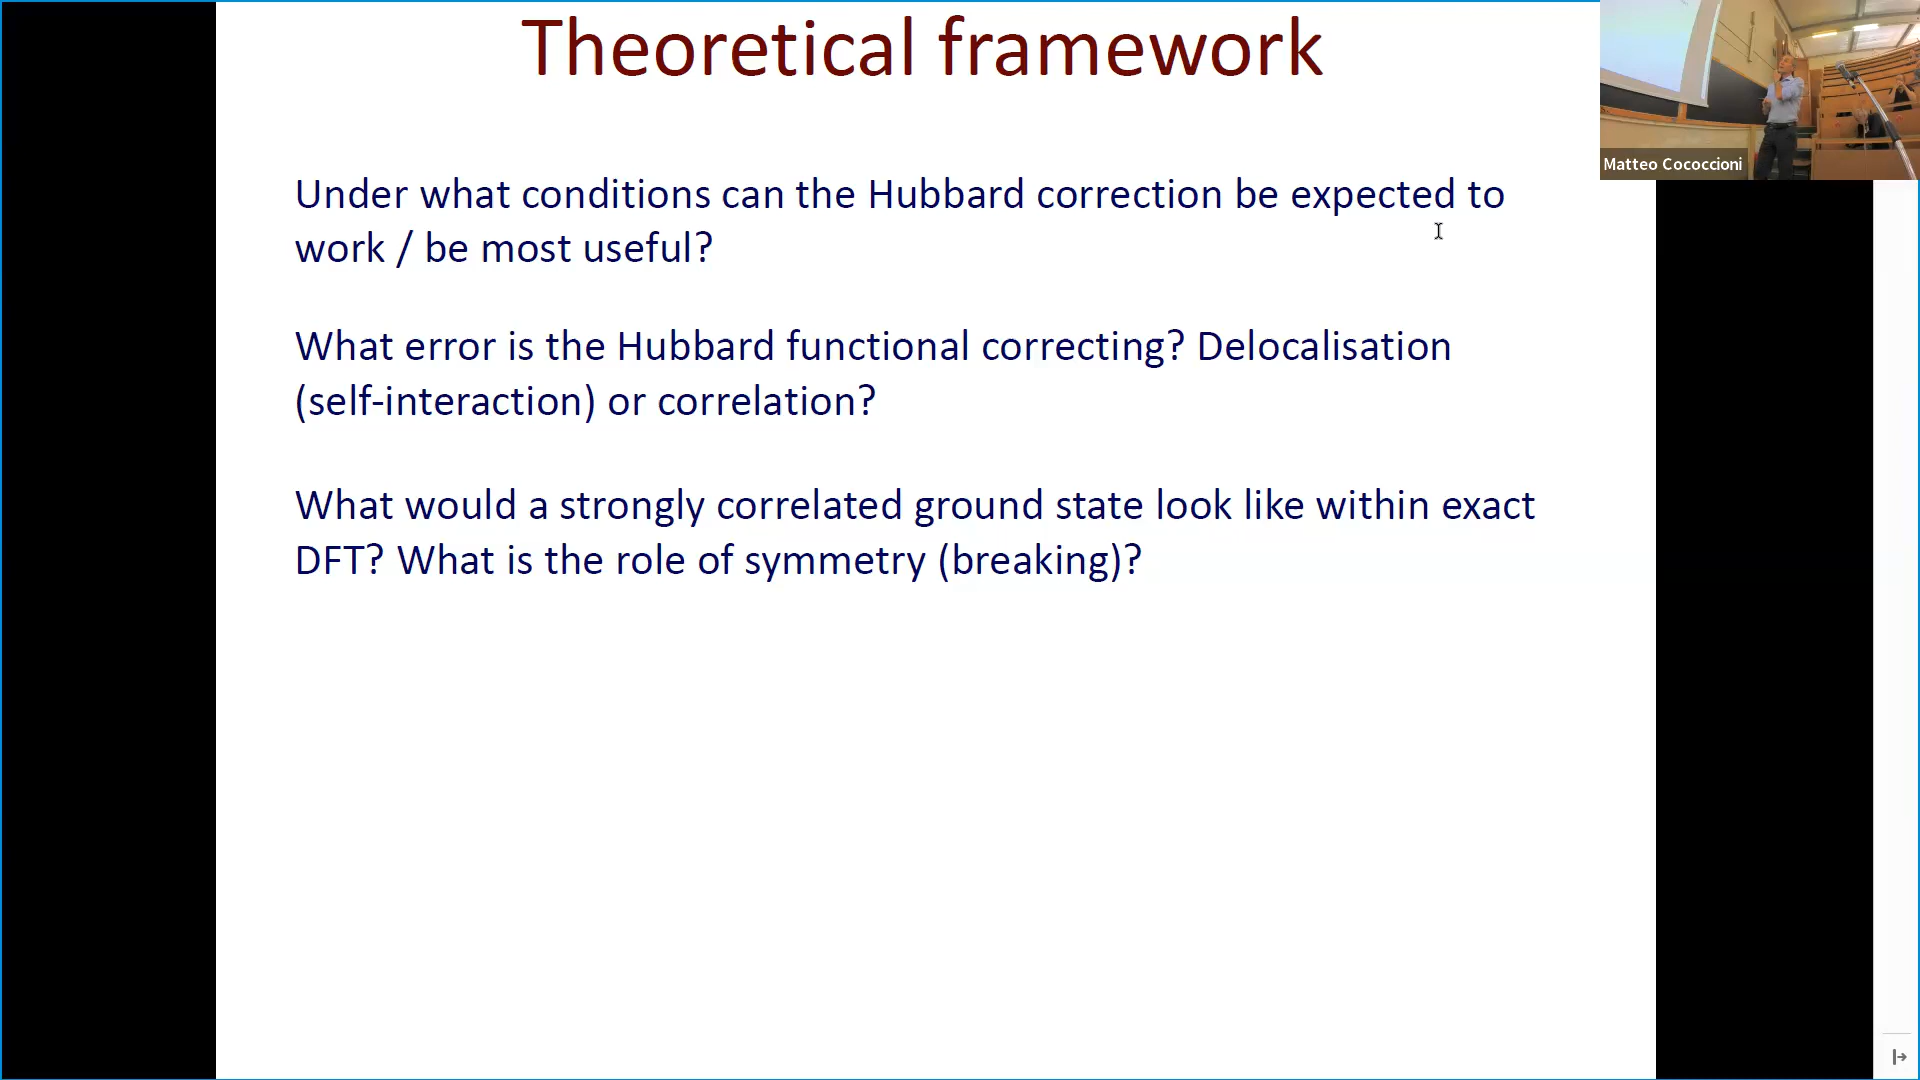 Theoretical framework
Matteo Cococcioni
Under what conditions can the Hubbard correction be expected to
work / be most useful?
What error is the Hubbard functional correcting? Delocalisation
(self-interaction) or correlation?
What would a strongly correlated ground state look like within exact
DFT? What is the role of symmetry (breaking)?